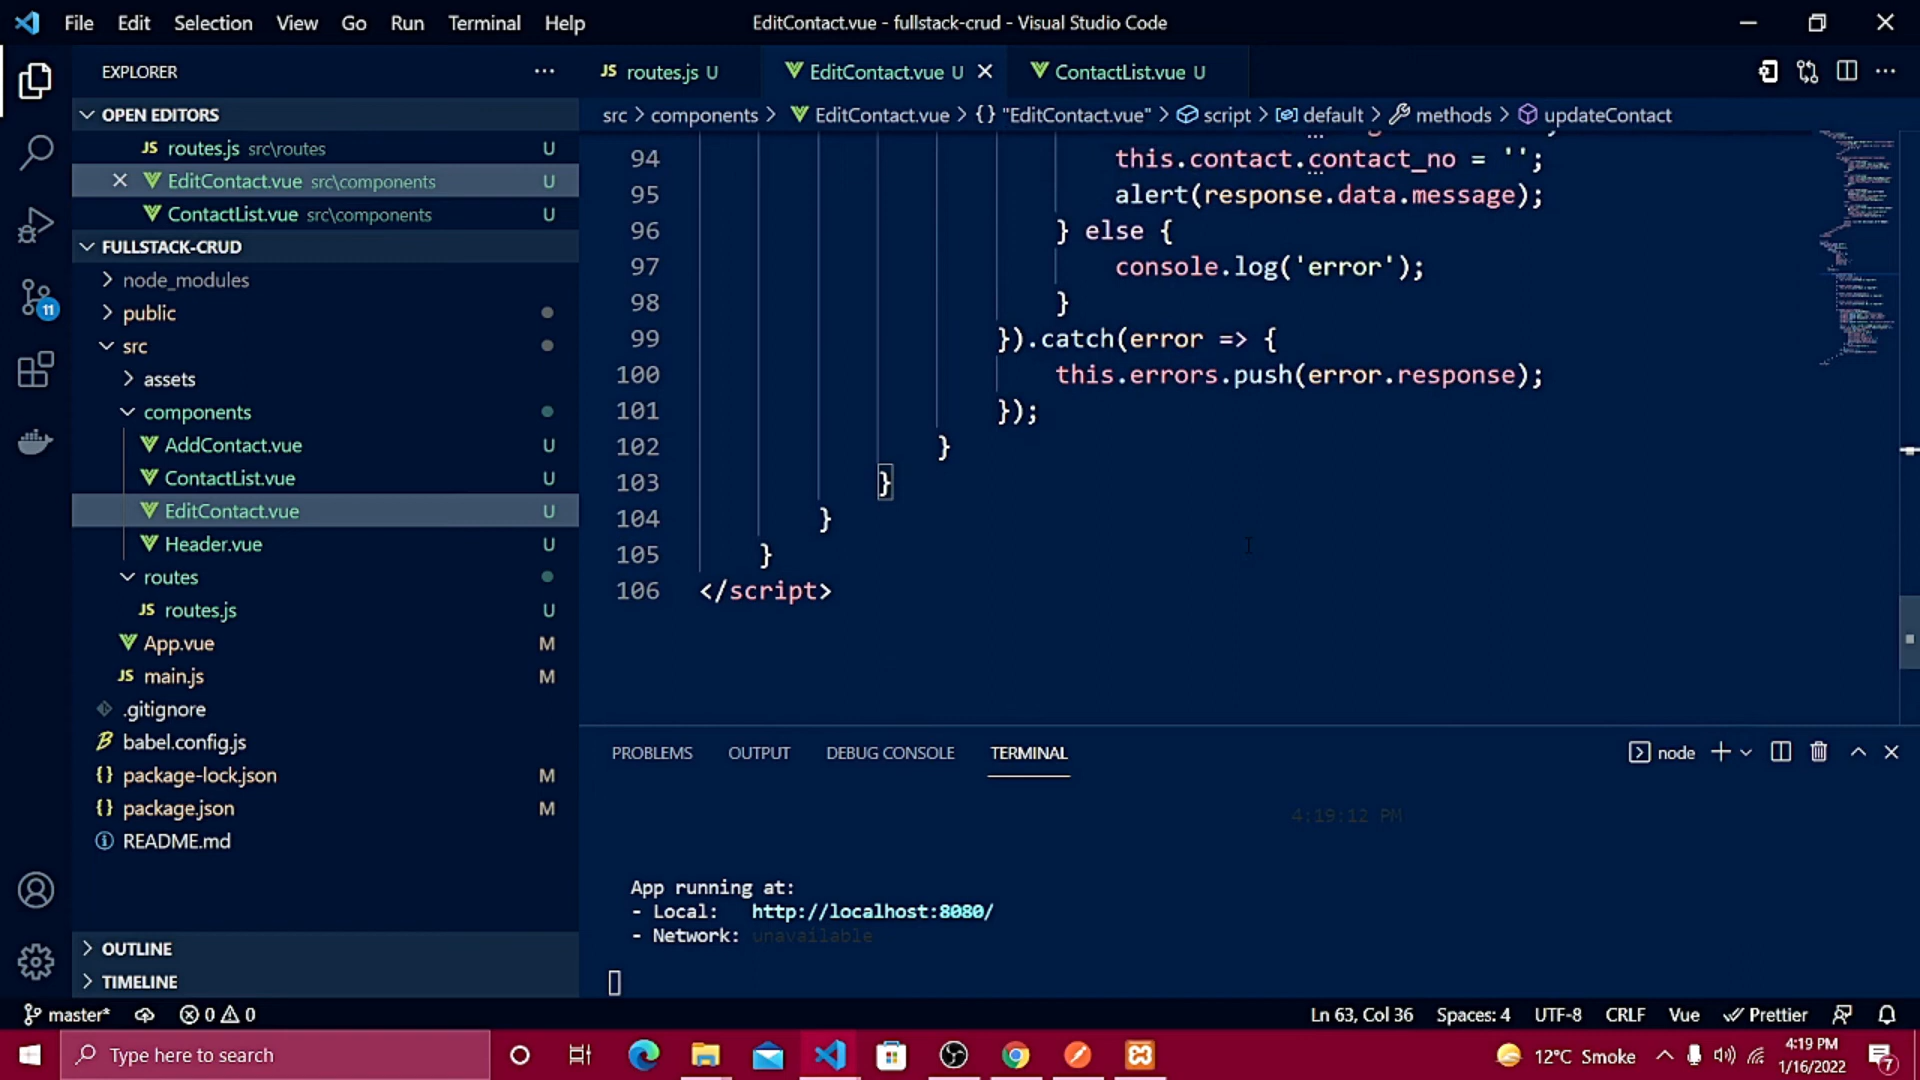 File Edit Selection View Go Run Terminal Help
EditContact.vue - fullstack-crud - Visual Studio Code
EXPLORER
JS routes.js U
EditContact.vue U
ContactList.vue U
OPEN EDITORS
JS routes.js src\routes U
EditContact.vue src\components U
ContactList.vue src\components U
FULLSTACK-CRUD
node_modules
public
src
assets
components
AddContact.vue U
ContactList.vue U
EditContact.vue U
Header.vue U
routes
JS routes.js U
App.vue M
JS main.js M
.gitignore
babel.config.js
{} package-lock.json M
{} package.json M
README.md
OUTLINE
TIMELINE
11
src > components > EditContact.vue > {} "EditContact.vue" > script > default > methods > updateContact
94 this.contact.contact_no = '';
95 alert(response.data.message);
96 } else {
97 console.log('error');
98 }
99 }).catch(error => {
100 this.errors.push(error.response);
101 });
102 }
103 }
104 }
105 }
106 </script>
PROBLEMS OUTPUT DEBUG CONSOLE TERMINAL
node
4:19:12 PM
App running at:
- Local: http://localhost:8080/
- Network: unavailable
master* 0 0
Ln 63, Col 36 Spaces: 4 UTF-8 CRLF Vue Prettier
Type here to search
12°C Smoke
4:19 PM
1/16/2022
7